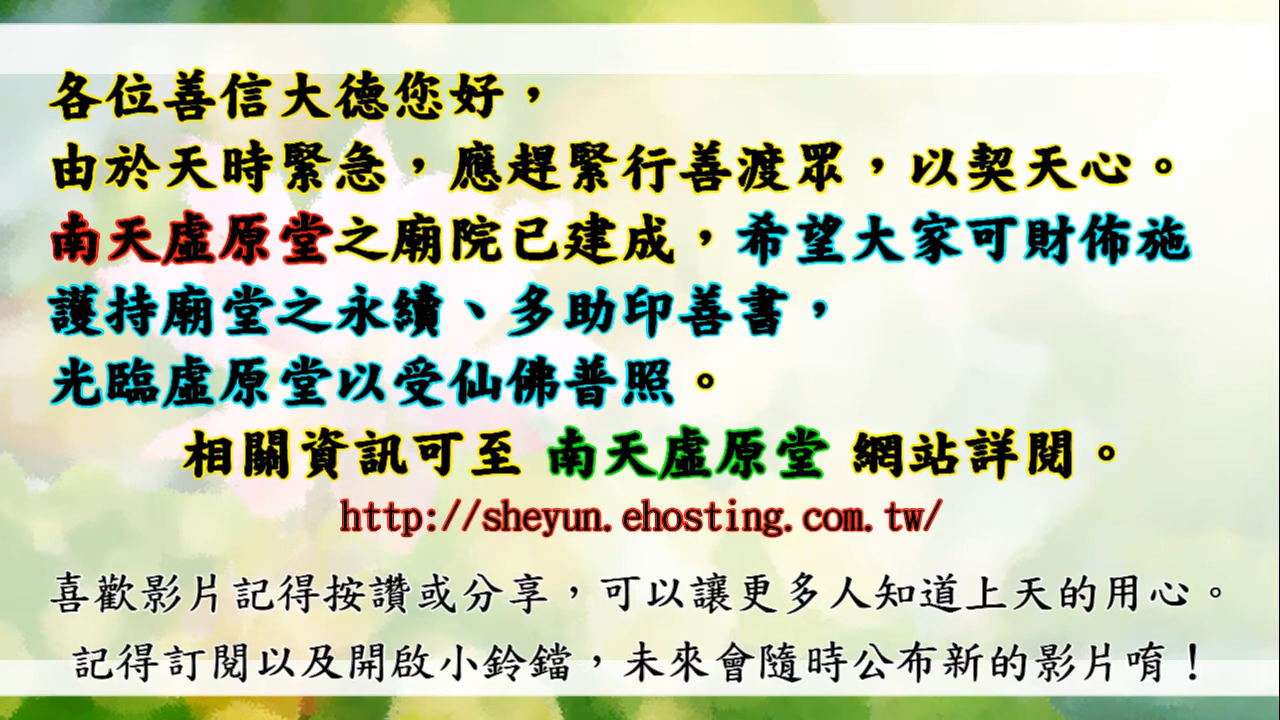 各位善信大德您好，
由於天時緊急，應趕緊行善渡眾，以契天心。
南天虛原堂之廟院已建成，希望大家可財佈施
護持廟堂之永續、多助印善書，
光臨虛原堂以受仙佛普照。
相關資訊可至 南天虛原堂 網站詳閱。
http://sheyun.ehosting.com.tw/
喜歡影片記得按讚或分享，可以讓更多人知道上天的用心。
記得訂閱以及開啟小鈴鐺，未來會隨時公布新的影片唷！